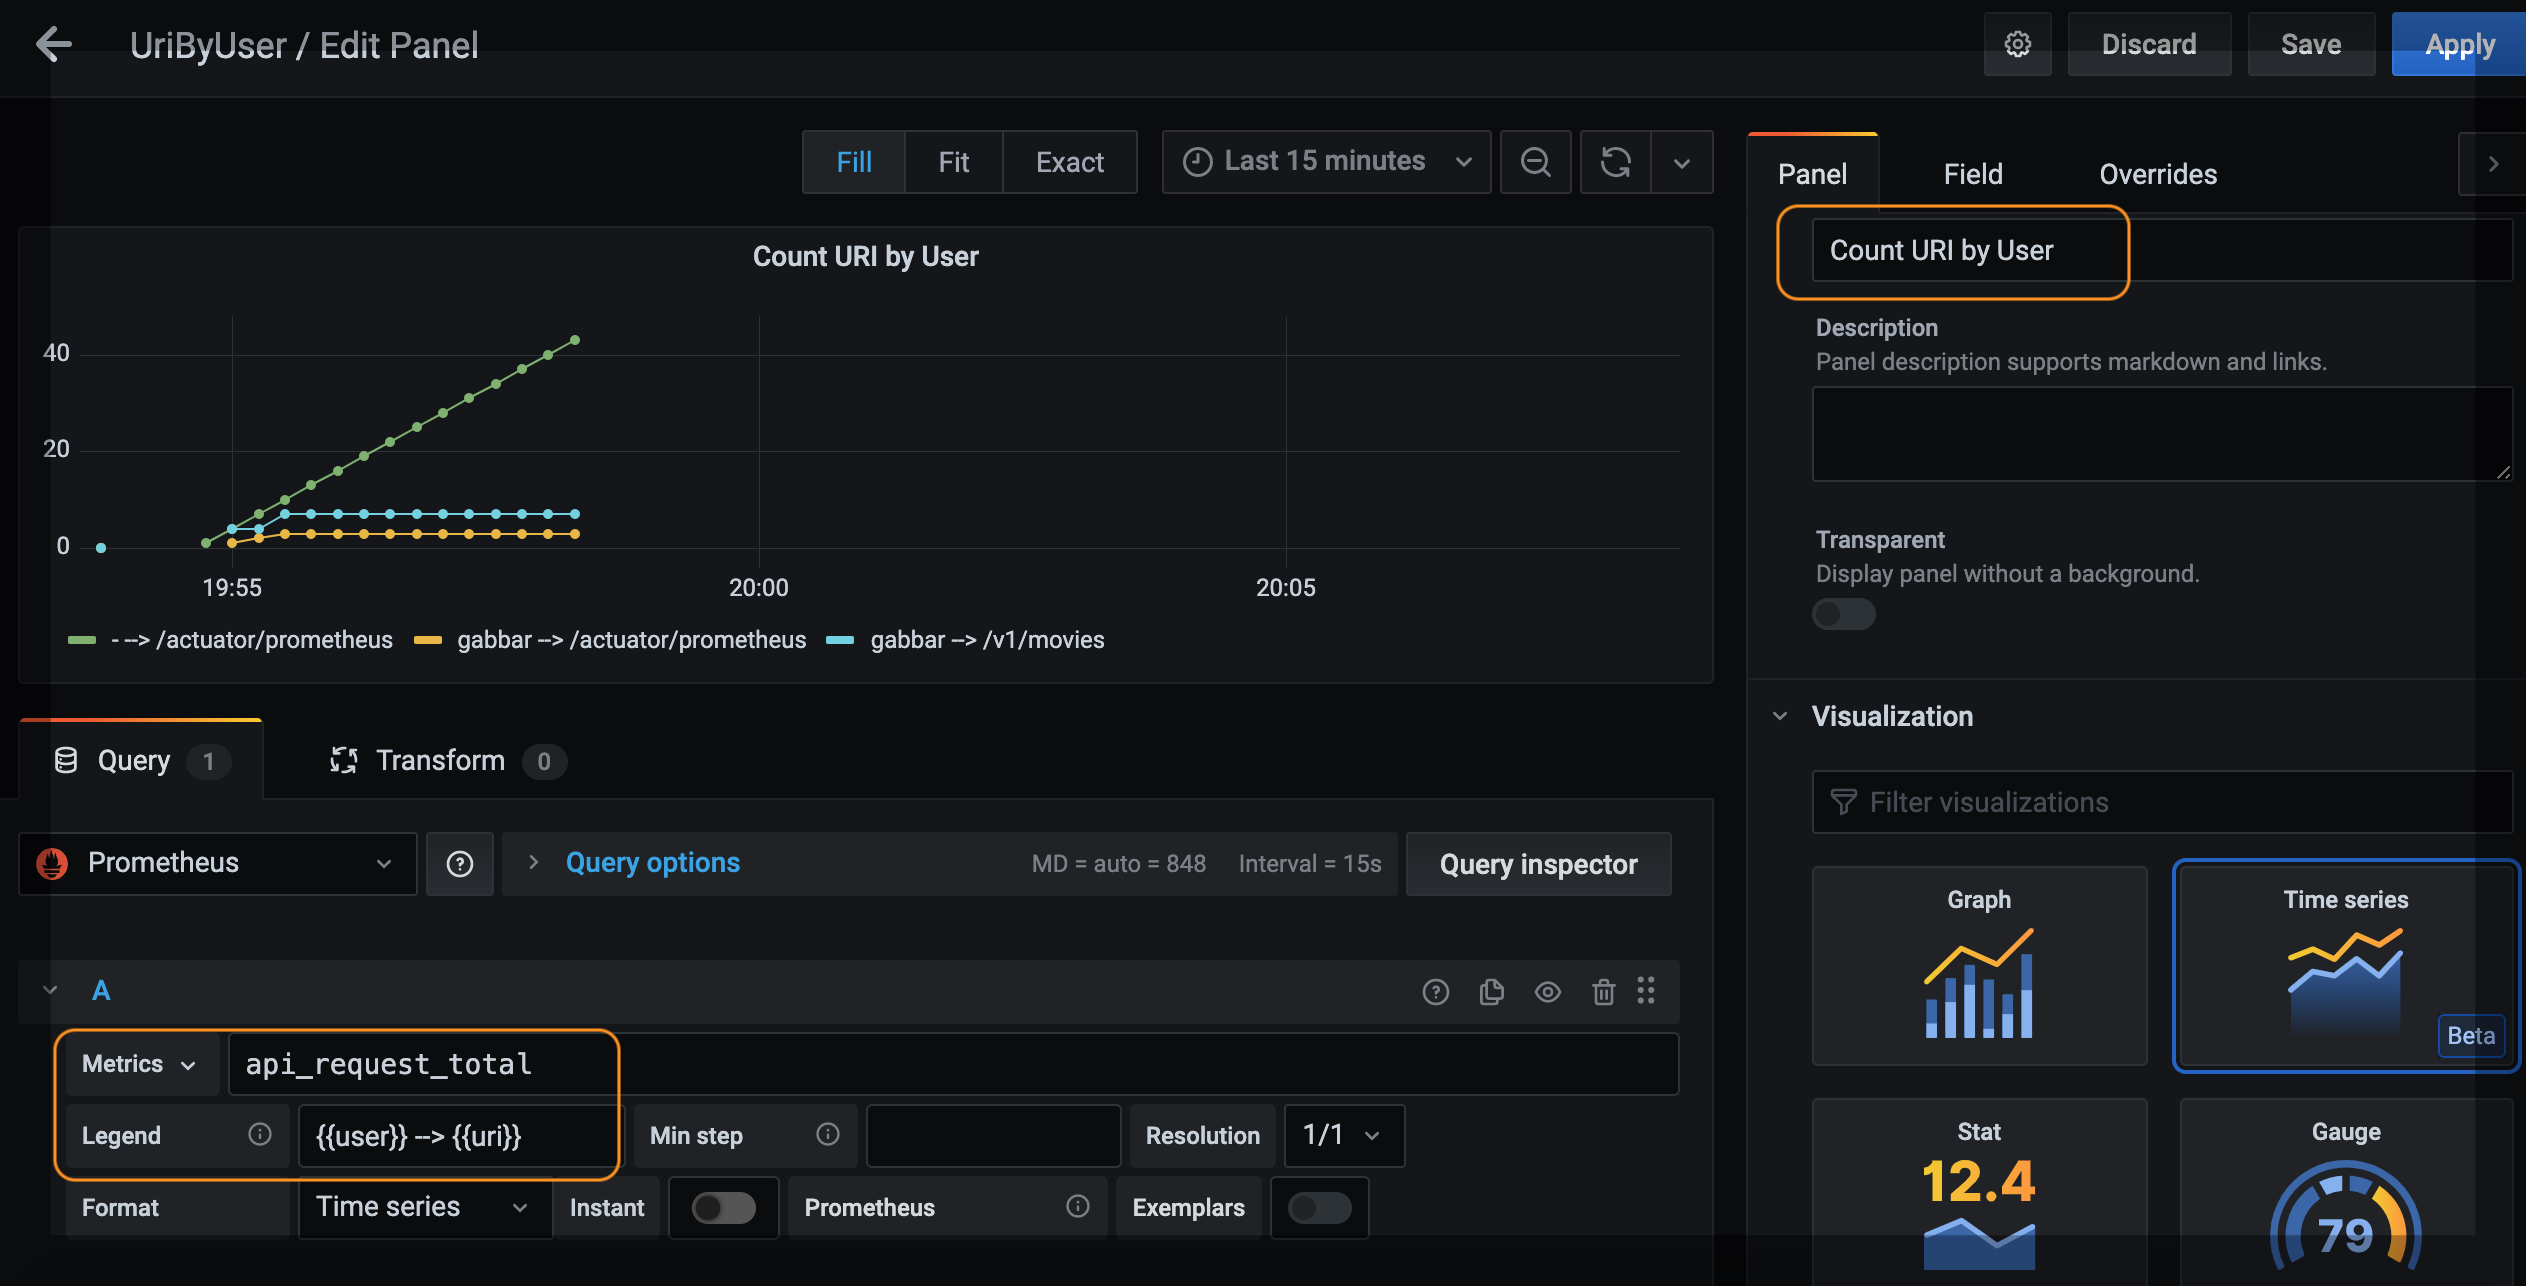 UriByUser / Edit Panel
Discard
Save
Apply
Fill
Fit
Exact
Last 15 minutes
Panel
Field
Overrides
Count URI by User
Count URI by User
Description
Panel description supports markdown and links.
40
20
0
19:55
20:00
20:05
- --> /actuator/prometheus
gabbar --> /actuator/prometheus
gabbar --> /v1/movies
Transparent
Display panel without a background.
Visualization
Filter visualizations
Query 1
Transform 0
Prometheus
Query options
MD = auto = 848
Interval = 15s
Query inspector
Graph
Time series
Beta
A
Metrics
api_request_total
Legend
{{user}} --> {{uri}}
Min step
Resolution
1/1
Format
Time series
Instant
Prometheus
Exemplars
Stat
12.4
Gauge
79